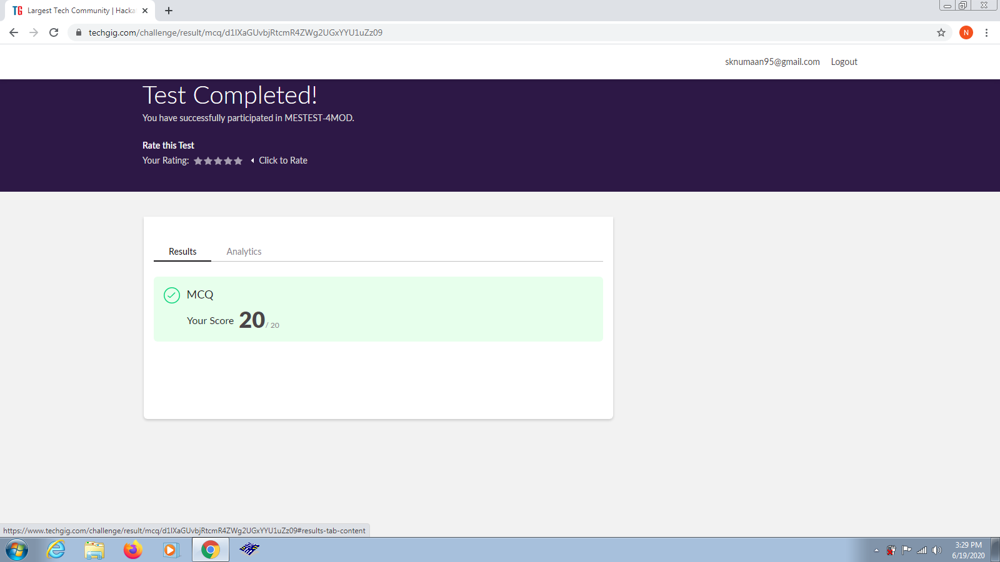 TG Largest Tech Community | Hacka
techgig.com/challenge/result/mcq/d1lXaGUvbjRtcmR4ZWg2UGxYYU1uZz09
N
sknumaan95@gmail.com Logout
Test Completed!
You have successfully participated in MESTEST-4MOD.
Rate this Test
Your Rating: Click to Rate
Results Analytics
MCQ
Your Score 20 / 20
https://www.techgig.com/challenge/result/mcq/d1lXaGUvbjRtcmR4ZWg2UGxYYU1uZz09#results-tab-content
3:29 PM
6/19/2020